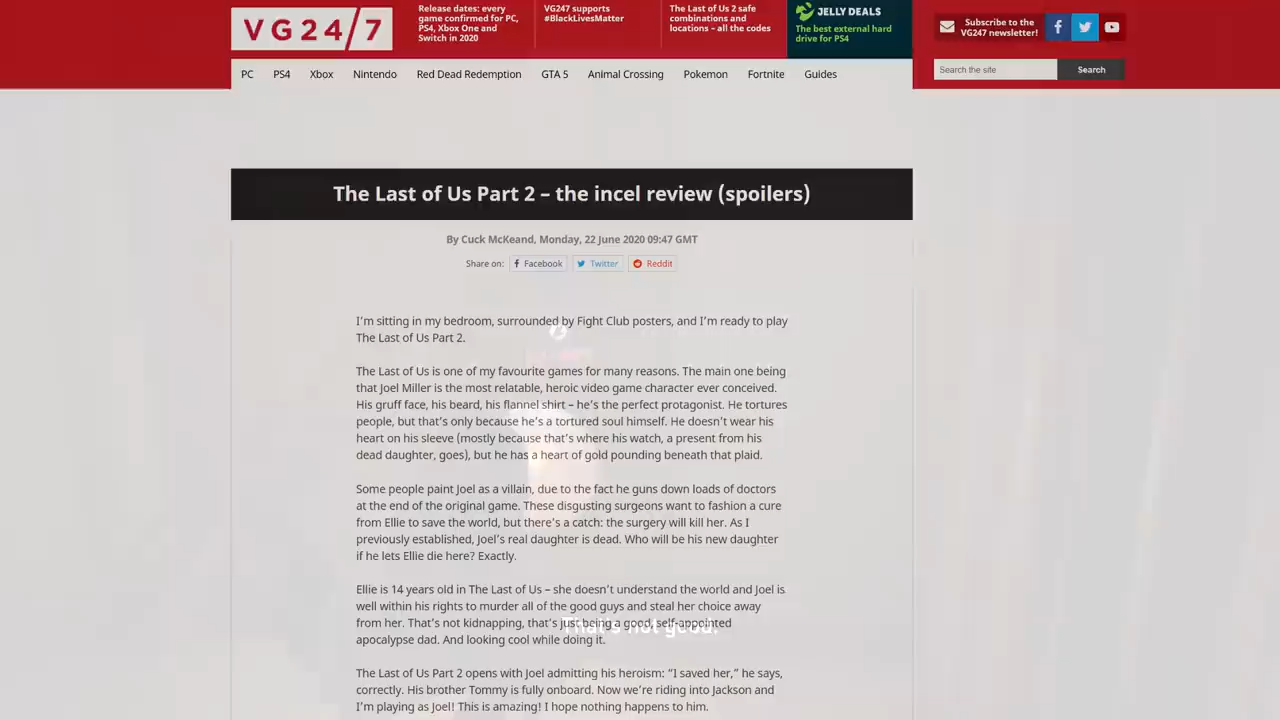 VG24/7
Release dates: every
game confirmed for PC,
PS4, Xbox One and
Switch in 2020
VG247 supports
#BlackLivesMatter
The Last of Us 2 safe
combinations and
locations – all the codes
JELLY DEALS
The best external hard
drive for PS4
Subscribe to the
VG247 newsletter!
Search the site
Search
PC PS4 Xbox Nintendo Red Dead Redemption GTA 5 Animal Crossing Pokemon Fortnite Guides
The Last of Us Part 2 – the incel review (spoilers)
By Cuck McKeand, Monday, 22 June 2020 09:47 GMT
Share on: Facebook Twitter Reddit
I'm sitting in my bedroom, surrounded by Fight Club posters, and I'm ready to play
The Last of Us Part 2.
The Last of Us is one of my favourite games for many reasons. The main one being
that Joel Miller is the most relatable, heroic video game character ever conceived.
His gruff face, his beard, his flannel shirt – he's the perfect protagonist. He tortures
people, but that's only because he's a tortured soul himself. He doesn't wear his
heart on his sleeve (mostly because that's where his watch, a present from his
dead daughter, goes), but he has a heart of gold pounding beneath that plaid.
Some people paint Joel as a villain, due to the fact he guns down loads of doctors
at the end of the original game. These disgusting surgeons want to fashion a cure
from Ellie to save the world, but there's a catch: the surgery will kill her. As I
previously established, Joel's real daughter is dead. Who will be his new daughter
if he lets Ellie die here? Exactly.
Ellie is 14 years old in The Last of Us – she doesn't understand the world and Joel is
well within his rights to murder all of the good guys and steal her choice away
from her. That's not kidnapping, that's just being a good, self-appointed
That's not good.
apocalypse dad. And looking cool while doing it.
The Last of Us Part 2 opens with Joel admitting his heroism: “I saved her,” he says,
correctly. His brother Tommy is fully onboard. Now we're riding into Jackson and
I'm playing as Joel! This is amazing! I hope nothing happens to him.